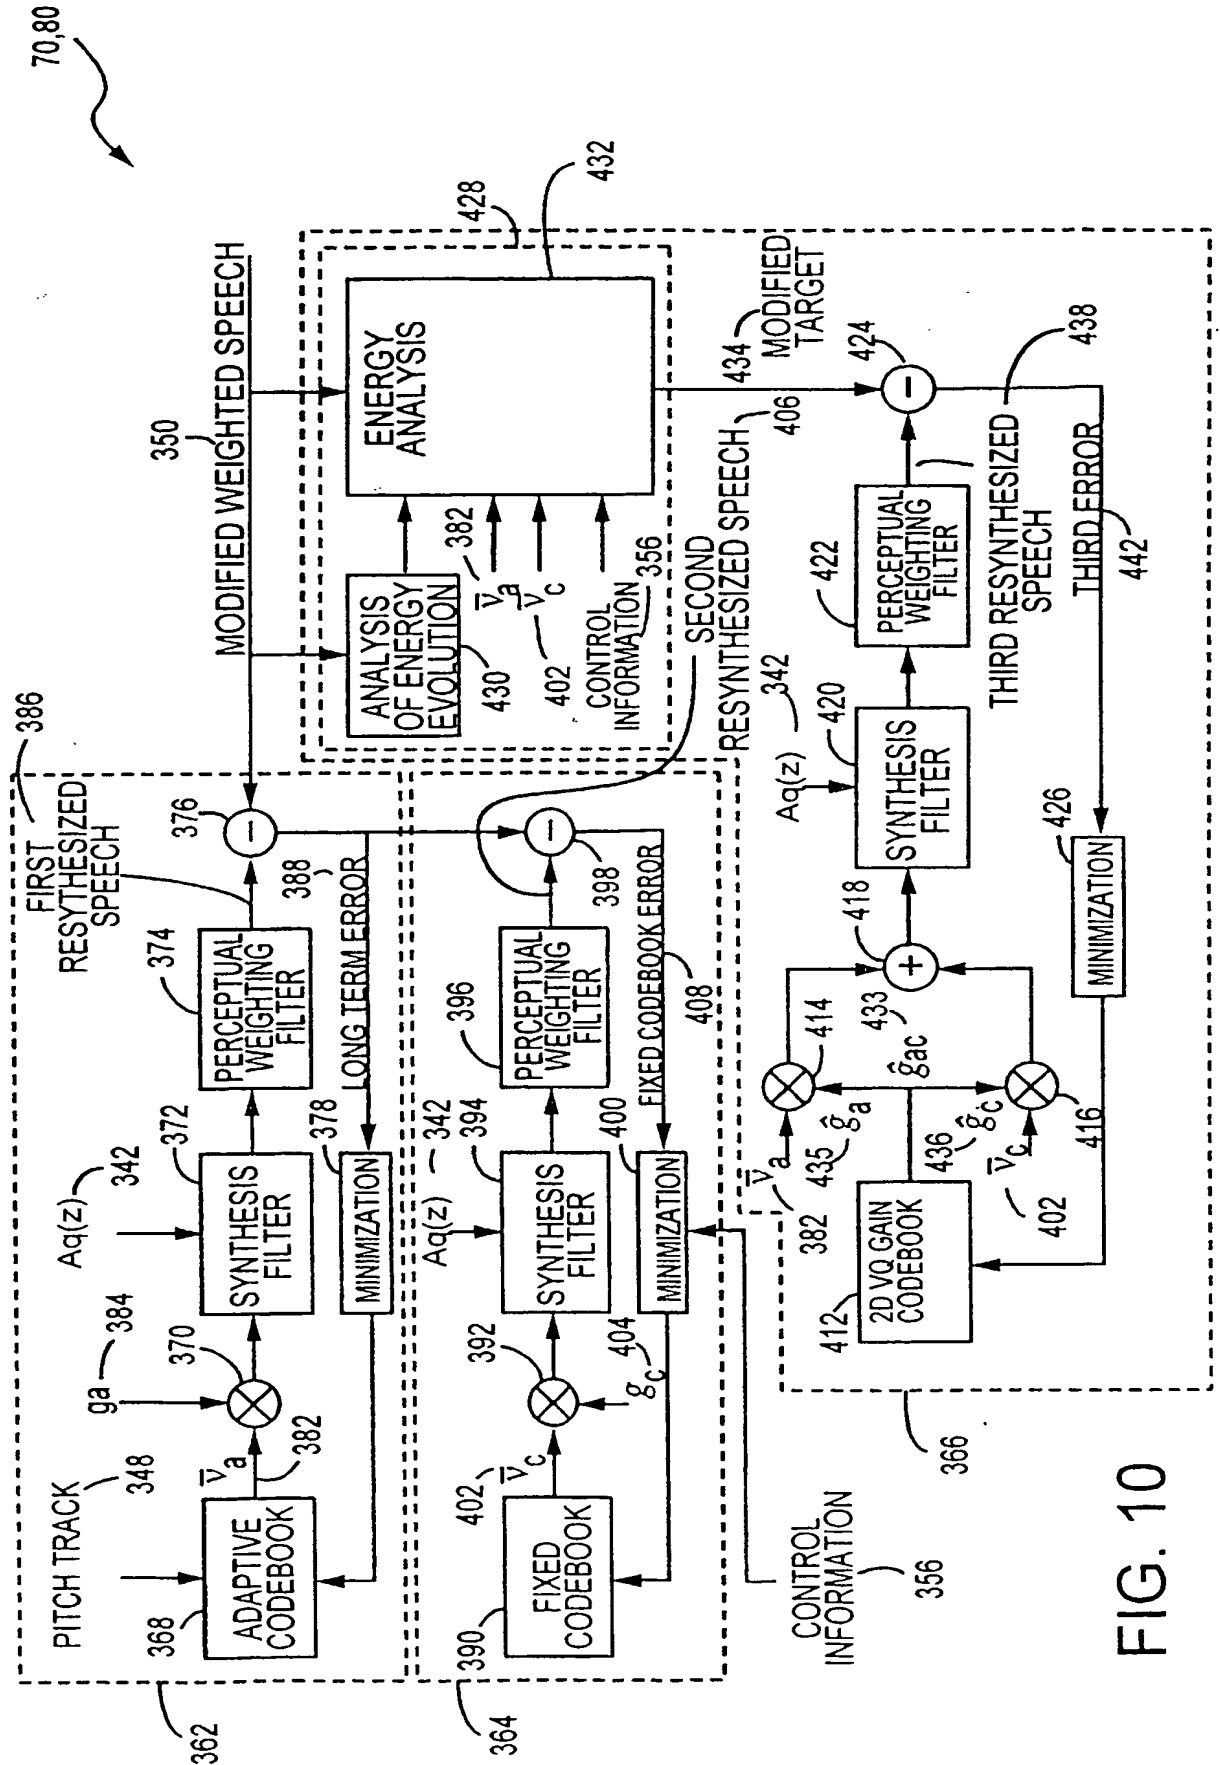 70,80
FIRST
RESYTHESIZED
SPEECH
386
350
MODIFIED WEIGHTED SPEECH
PITCH TRACK
348
ga
384
Aq(z)
342
368
ADAPTIVE
CODEBOOK
v̅a
382
370
372
SYNTHESIS
FILTER
374
PERCEPTUAL
WEIGHTING
FILTER
376
−
388
LONG TERM ERROR
378
MINIMIZATION
362
390
FIXED
CODEBOOK
402
v̅c
392
gc
404
Aq(z)
342
394
SYNTHESIS
FILTER
396
PERCEPTUAL
WEIGHTING
FILTER
−
398
FIXED CODEBOOK ERROR
408
400
MINIMIZATION
364
CONTROL
INFORMATION
356
SECOND
RESYNTHESIZED SPEECH
406
ANALYSIS
OF ENERGY
EVOLUTION
430
382
v̅a
v̅c
402
CONTROL
INFORMATION
356
ENERGY
ANALYSIS
428
432
434
MODIFIED
TARGET
424
−
412
2D VQ GAIN
CODEBOOK
v̅a
382
414
435
ĝa
ĝac
433
436
ĝc
v̅c
402
416
418
+
Aq(z)
342
420
SYNTHESIS
FILTER
422
PERCEPTUAL
WEIGHTING
FILTER
THIRD RESYNTHESIZED
SPEECH
438
THIRD ERROR
442
426
MINIMIZATION
366
FIG. 10